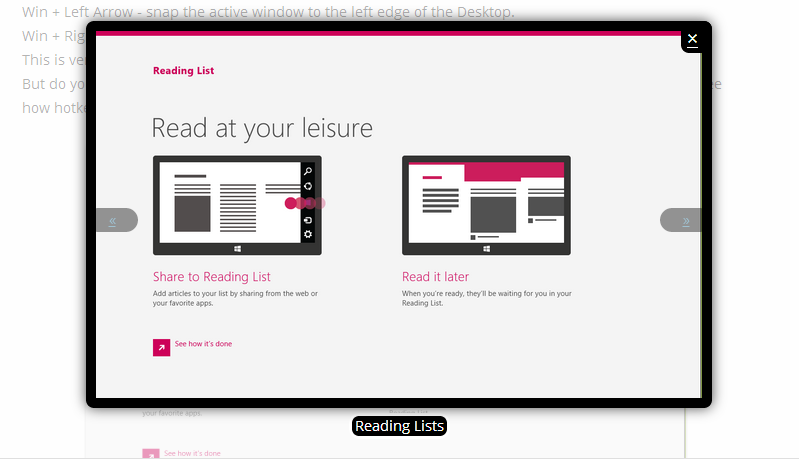 Win + Left Arrow - snap the active window to the left edge of the Desktop.
Win + Rig
This is ve
But do yo
ee
how hotke
×
Reading List
Read at your leisure
«
»
Share to Reading List
Read it later
Add articles to your list by sharing from the web or
your favorite apps.
When you're ready, they'll be waiting for you in your
Reading List.
See how it's done
your favorite apps.
Reading Lists
See how it's done